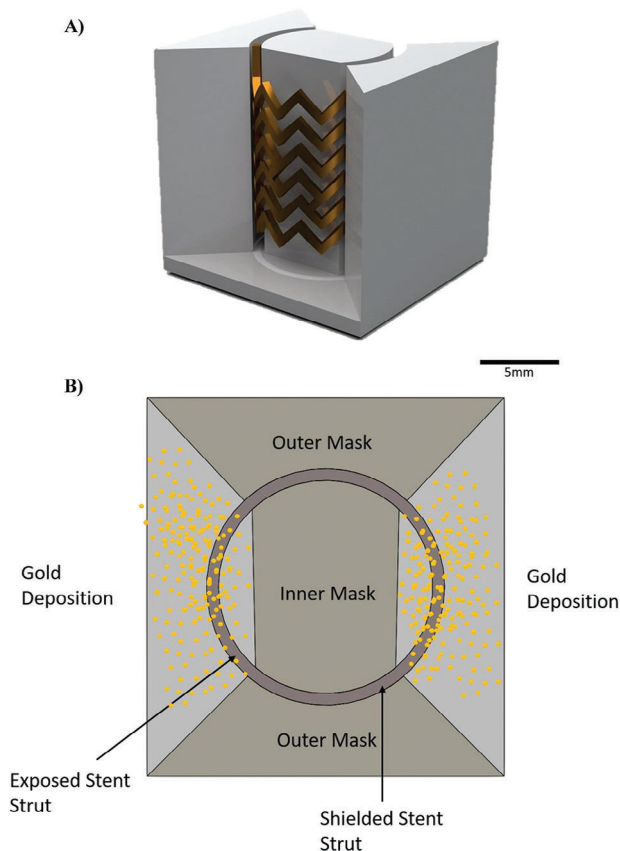 A)
5mm
B)
Outer Mask
Gold
Deposition
Inner Mask
Gold
Deposition
Outer Mask
Exposed Stent
Strut
Shielded Stent
Strut